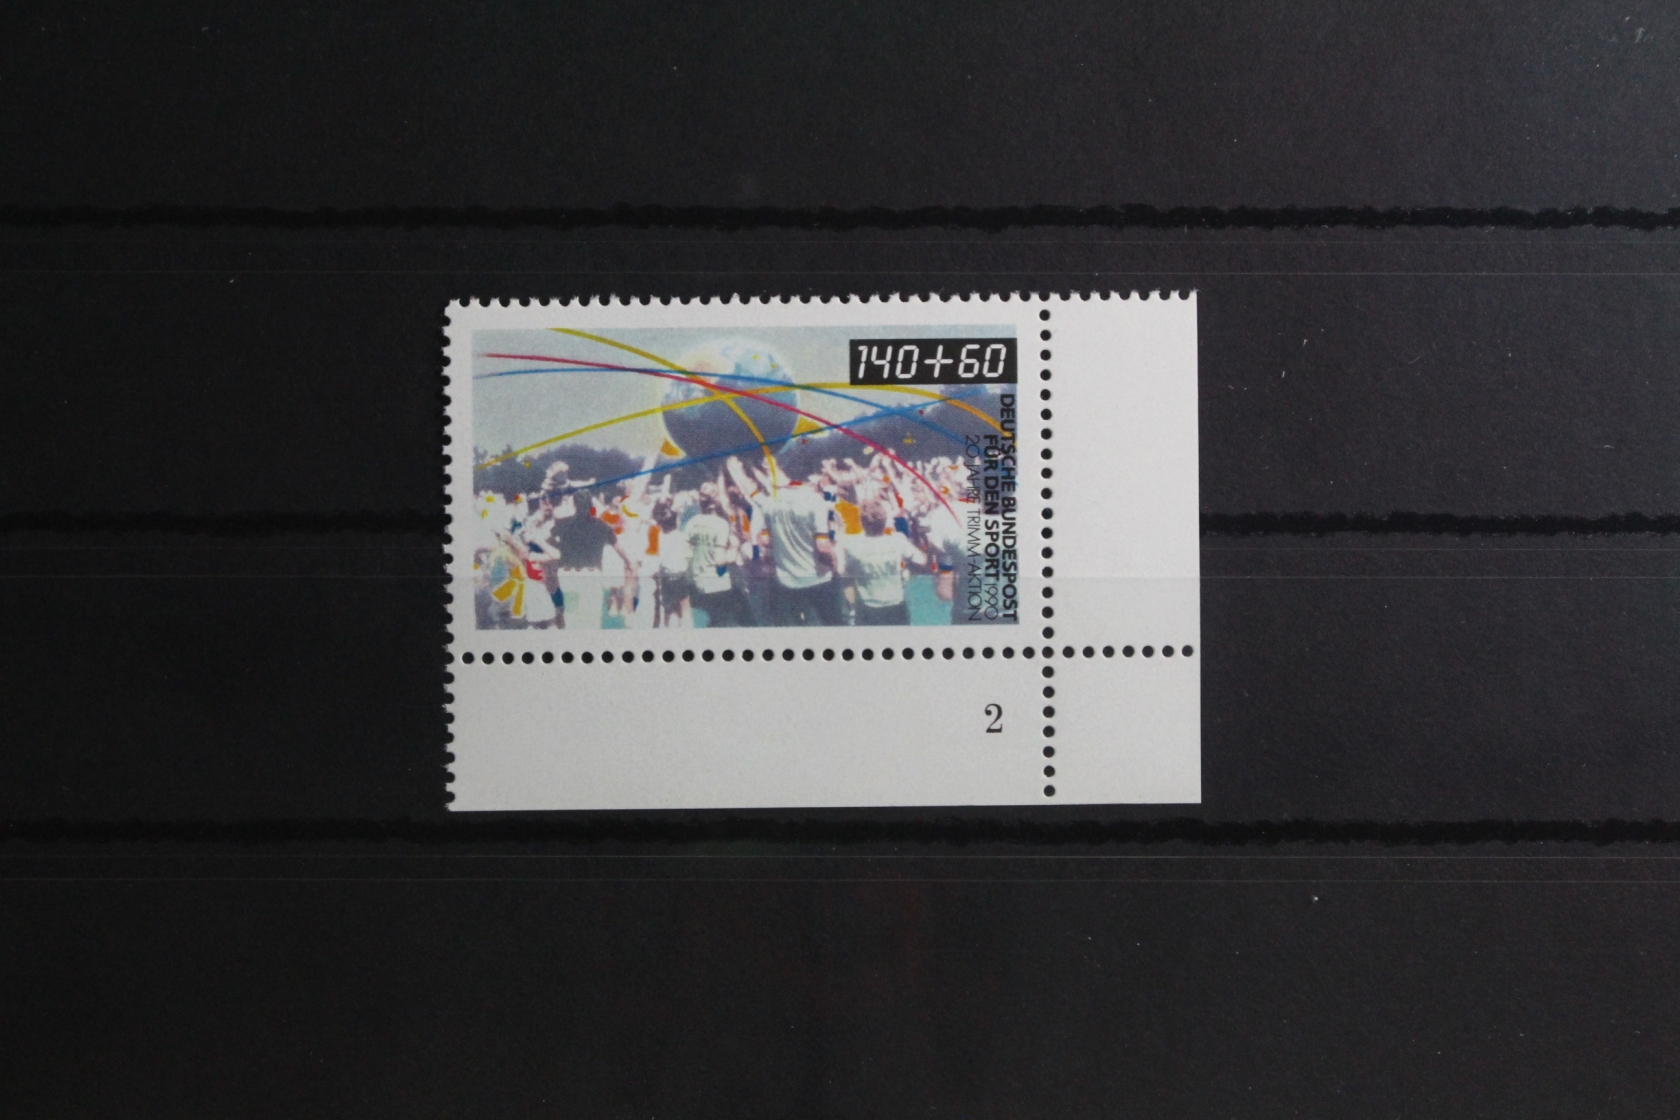 140+60
DEUTSCHE BUNDESPOST
FÜR DEN SPORT 1990
20 JAHRE TRIMM-AKTION
2